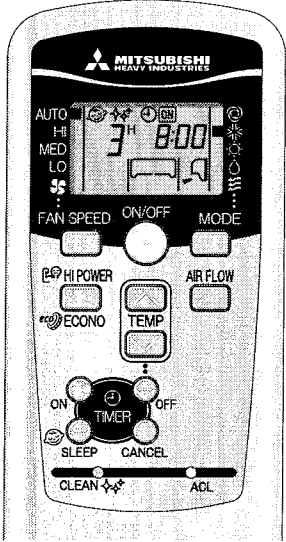 MITSUBISHI
HEAVY INDUSTRIES
AUTO
HI
MED
LO
ON
3H 8:00
FAN SPEED
ON/OFF
MODE
HI POWER
AIR FLOW
eco ECONO
TEMP
ON
TIMER
OFF
SLEEP
CANCEL
CLEAN
ACL